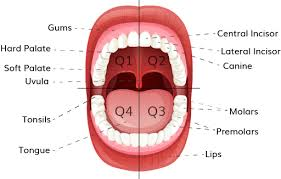 Gums
Hard Palate
Soft Palate
Uvula
Tonsils
Tongue
Q1 Q2
Q4 Q3
Central Incisor
Lateral Incisor
Canine
Molars
Premolars
Lips